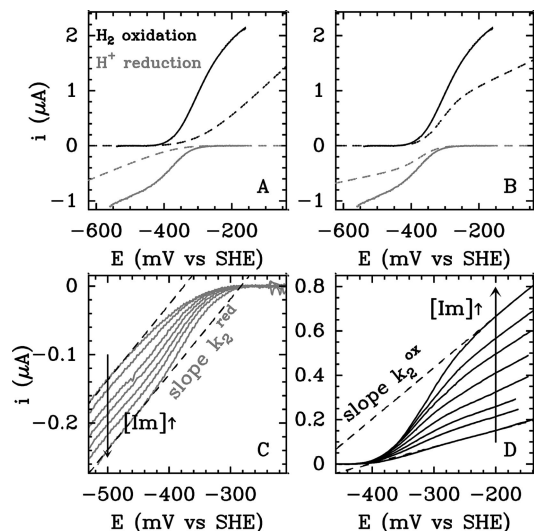 2
1
0
−1
i (μA)
H₂ oxidation
H⁺ reduction
A
−600 −400 −200
E (mV vs SHE)
2
1
0
−1
i (μA)
B
−600 −400 −200
E (mV vs SHE)
0
−0.1
−0.2
i (μA)
[Im]↑
slope k₂ʳᵉᵈ
C
−500 −400 −300
E (mV vs SHE)
0.8
0.6
0.4
0.2
0
[Im]↑
slope k₂ᵒˣ
D
−400 −300 −200
E (mV vs SHE)